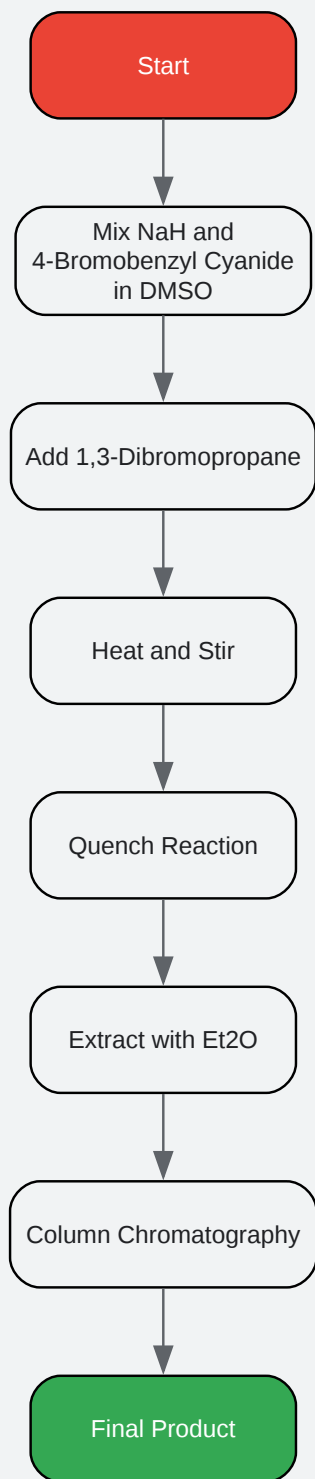 Start
Mix NaH and
4-Bromobenzyl Cyanide
in DMSO
Add 1,3-Dibromopropane
Heat and Stir
Quench Reaction
Extract with Et2O
Column Chromatography
Final Product